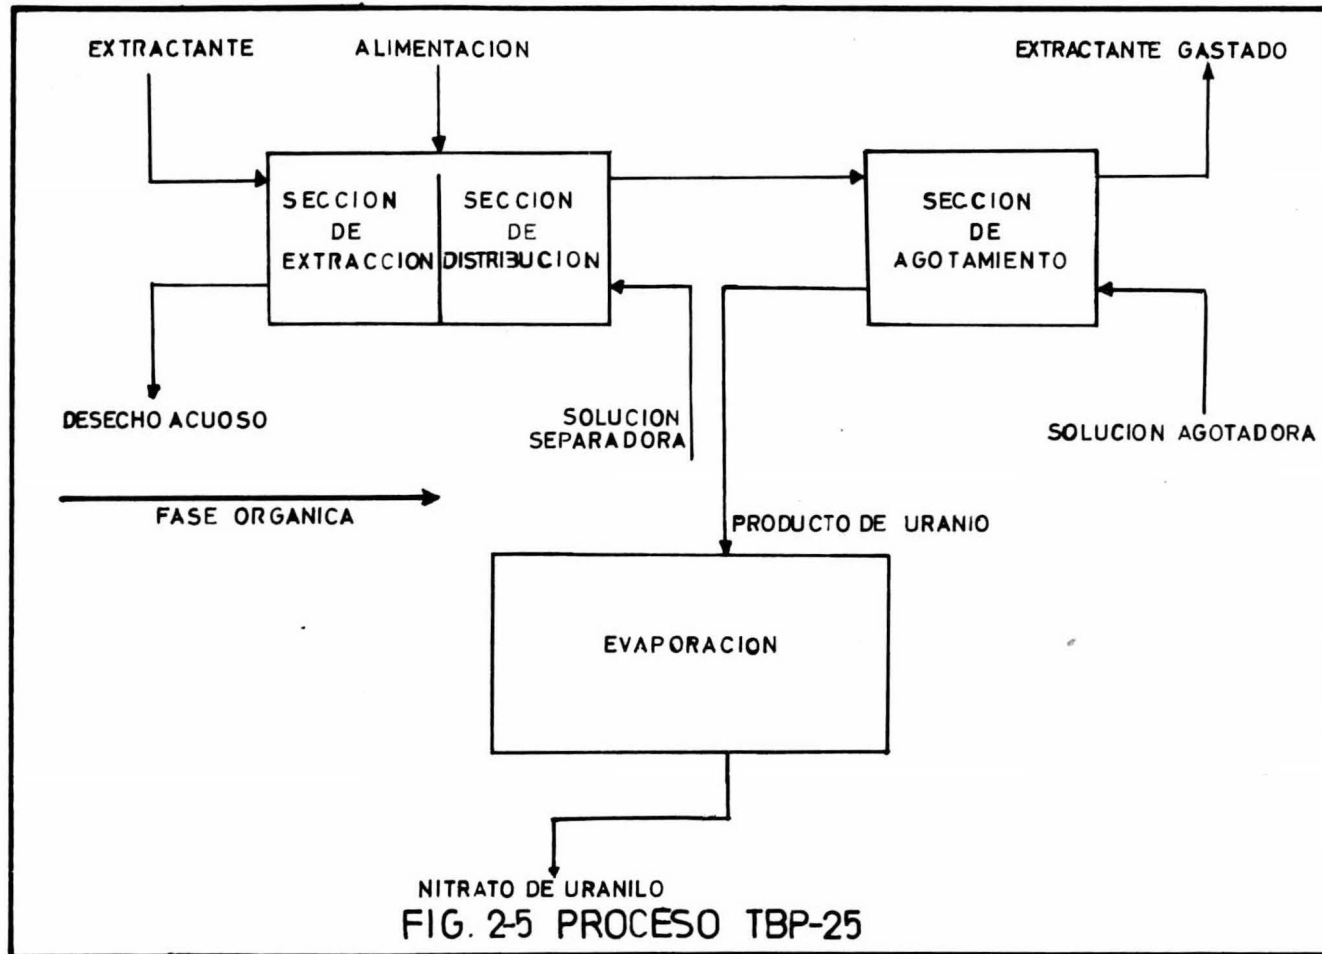 EXTRACTANTE
ALIMENTACION
EXTRACTANTE GASTADO
SECCION
DE
EXTRACCION
SECCION
DE
DISTRIBUCION
SECCION
DE
AGOTAMIENTO
DESECHO ACUOSO
SOLUCION
SEPARADORA
SOLUCION AGOTADORA
FASE ORGANICA
PRODUCTO DE URANIO
EVAPORACION
NITRATO DE URANILO
FIG. 2-5 PROCESO TBP-25